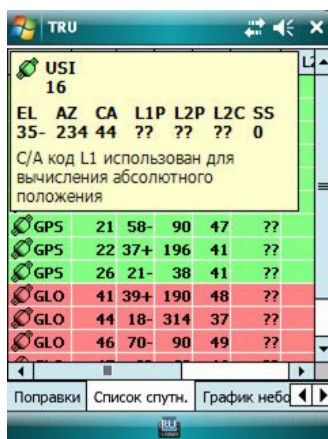 TRU
L2
USI
16
EL AZ CA L1P L2P L2C SS
35- 234 44 ?? ?? ?? 0
С/А код L1 использован для
вычисления абсолютного
положения
GPS 21 58- 90 47 ??
GPS 22 37+ 196 41 ??
GPS 26 21- 38 41 ??
GLO 41 39+ 190 48 ??
GLO 44 18- 314 37 ??
GLO 46 70- 90 49 ??
Поправки Список спутн. График небо
RU